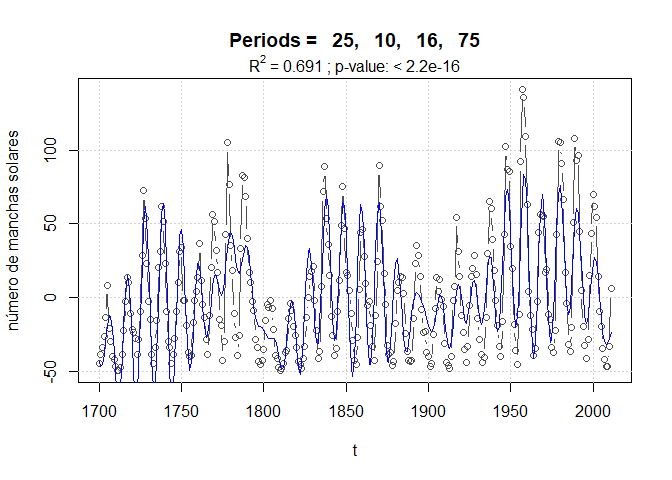 Periods = 25, 10, 16, 75
R² = 0.691 ; p-value: < 2.2e-16
número de manchas solares
100
50
0
-50
1700 1750 1800 1850 1900 1950 2000
t